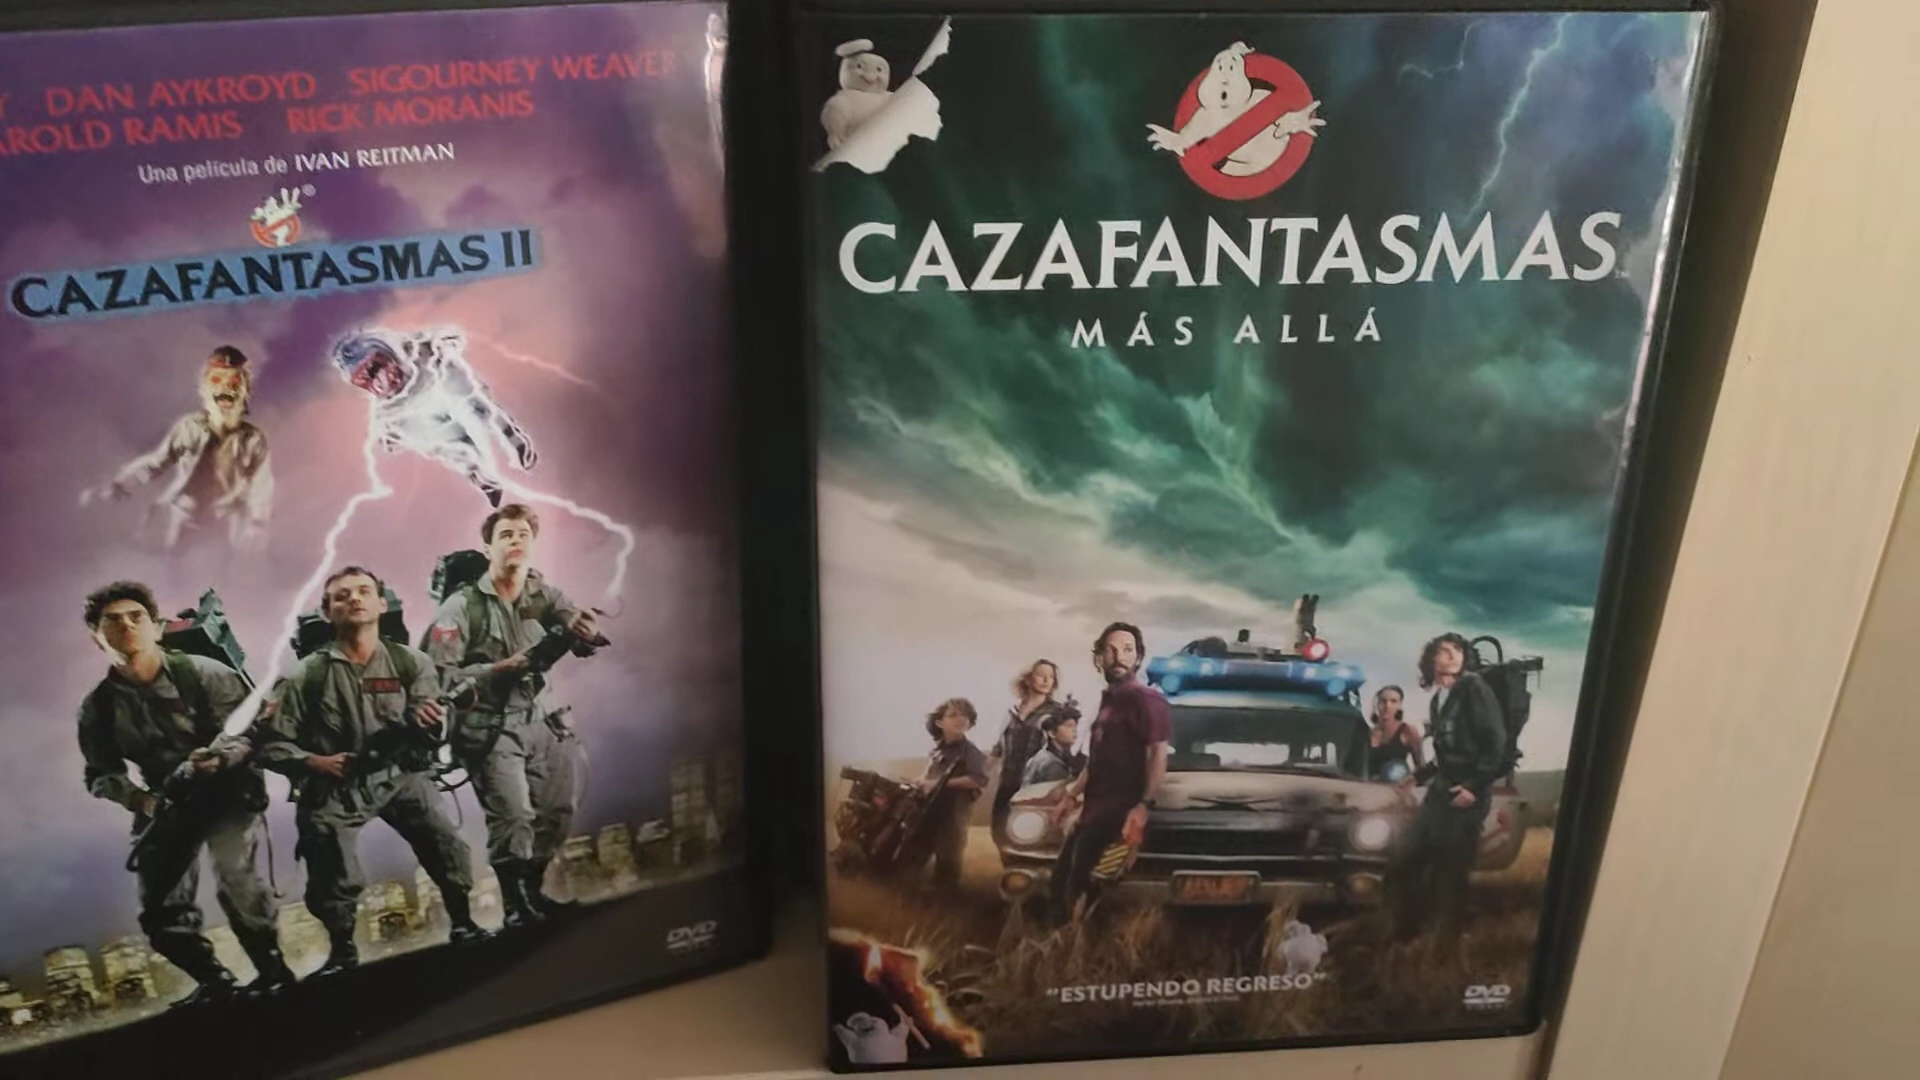 DAN AYKROYD SIGOURNEY WEAVER
AROLD RAMIS RICK MORANIS
Una película de IVAN REITMAN
CAZAFANTASMAS II
DVD
CAZAFANTASMAS
MÁS ALLÁ
"ESTUPENDO REGRESO"
DVD